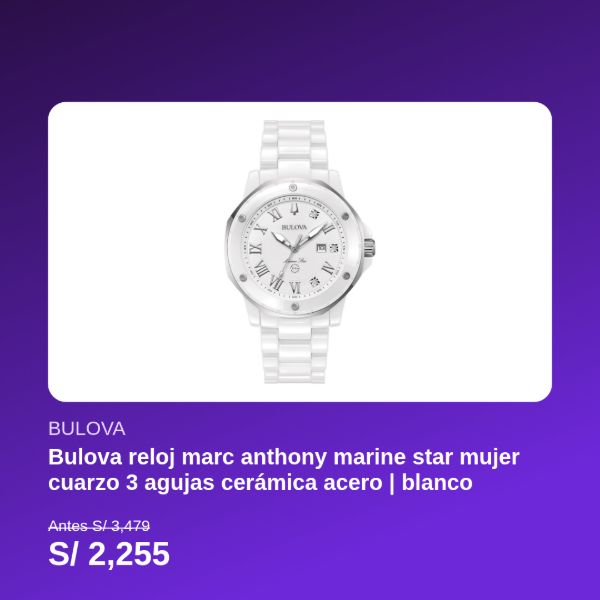 BULOVA
BULOVA
Bulova reloj marc anthony marine star mujer
cuarzo 3 agujas cerámica acero | blanco
Antes S/ 3,479
S/ 2,255